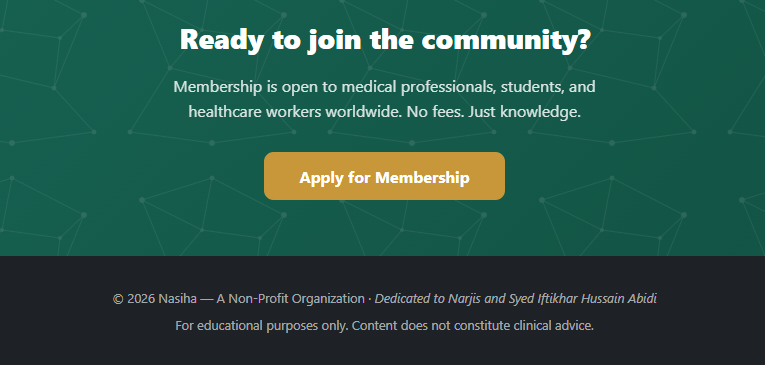 Ready to join the community?
Membership is open to medical professionals, students, and
healthcare workers worldwide. No fees. Just knowledge.
Apply for Membership
© 2026 Nasiha — A Non-Profit Organization · Dedicated to Narjis and Syed Iftikhar Hussain Abidi
For educational purposes only. Content does not constitute clinical advice.